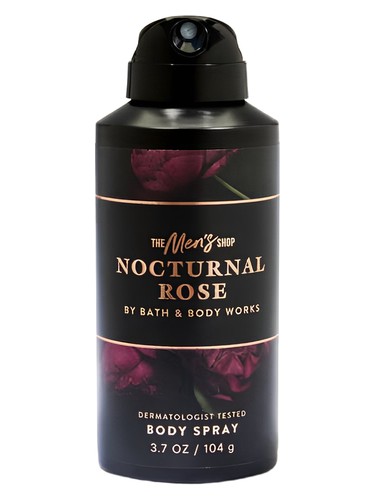 THE Men's SHOP
NOCTURNAL
ROSE
BY BATH & BODY WORKS
DERMATOLOGIST TESTED
BODY SPRAY
3.7 OZ / 104 g